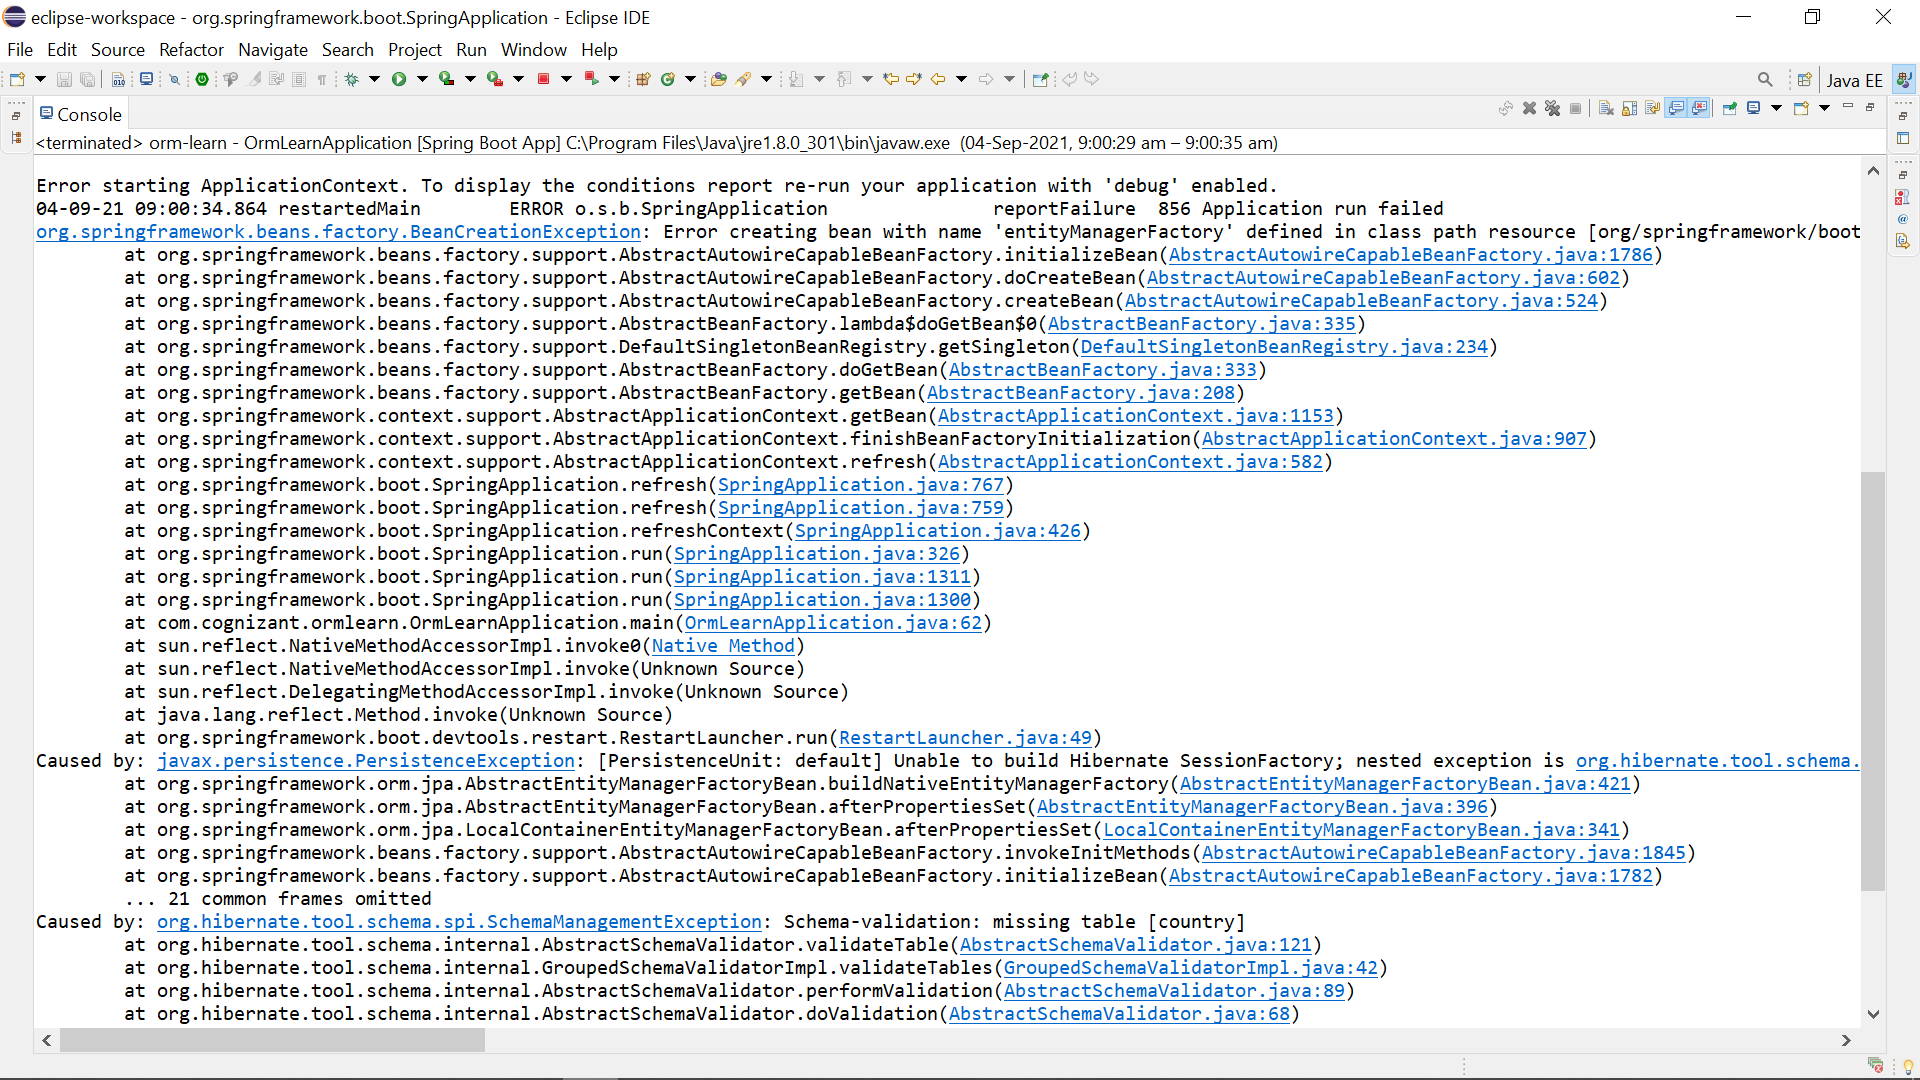 eclipse-workspace - org.springframework.boot.SpringApplication - Eclipse IDE
File Edit Source Refactor Navigate Search Project Run Window Help
Java EE
Console
<terminated> orm-learn - OrmLearnApplication [Spring Boot App] C:\Program Files\Java\jre1.8.0_301\bin\javaw.exe (04-Sep-2021, 9:00:29 am – 9:00:35 am)
Error starting ApplicationContext. To display the conditions report re-run your application with 'debug' enabled.
04-09-21 09:00:34.864 restartedMain        ERROR o.s.b.SpringApplication               reportFailure  856 Application run failed
org.springframework.beans.factory.BeanCreationException: Error creating bean with name 'entityManagerFactory' defined in class path resource [org/springframework/boot
	at org.springframework.beans.factory.support.AbstractAutowireCapableBeanFactory.initializeBean(AbstractAutowireCapableBeanFactory.java:1786)
	at org.springframework.beans.factory.support.AbstractAutowireCapableBeanFactory.doCreateBean(AbstractAutowireCapableBeanFactory.java:602)
	at org.springframework.beans.factory.support.AbstractAutowireCapableBeanFactory.createBean(AbstractAutowireCapableBeanFactory.java:524)
	at org.springframework.beans.factory.support.AbstractBeanFactory.lambda$doGetBean$0(AbstractBeanFactory.java:335)
	at org.springframework.beans.factory.support.DefaultSingletonBeanRegistry.getSingleton(DefaultSingletonBeanRegistry.java:234)
	at org.springframework.beans.factory.support.AbstractBeanFactory.doGetBean(AbstractBeanFactory.java:333)
	at org.springframework.beans.factory.support.AbstractBeanFactory.getBean(AbstractBeanFactory.java:208)
	at org.springframework.context.support.AbstractApplicationContext.getBean(AbstractApplicationContext.java:1153)
	at org.springframework.context.support.AbstractApplicationContext.finishBeanFactoryInitialization(AbstractApplicationContext.java:907)
	at org.springframework.context.support.AbstractApplicationContext.refresh(AbstractApplicationContext.java:582)
	at org.springframework.boot.SpringApplication.refresh(SpringApplication.java:767)
	at org.springframework.boot.SpringApplication.refresh(SpringApplication.java:759)
	at org.springframework.boot.SpringApplication.refreshContext(SpringApplication.java:426)
	at org.springframework.boot.SpringApplication.run(SpringApplication.java:326)
	at org.springframework.boot.SpringApplication.run(SpringApplication.java:1311)
	at org.springframework.boot.SpringApplication.run(SpringApplication.java:1300)
	at com.cognizant.ormlearn.OrmLearnApplication.main(OrmLearnApplication.java:62)
	at sun.reflect.NativeMethodAccessorImpl.invoke0(Native Method)
	at sun.reflect.NativeMethodAccessorImpl.invoke(Unknown Source)
	at sun.reflect.DelegatingMethodAccessorImpl.invoke(Unknown Source)
	at java.lang.reflect.Method.invoke(Unknown Source)
	at org.springframework.boot.devtools.restart.RestartLauncher.run(RestartLauncher.java:49)
Caused by: javax.persistence.PersistenceException: [PersistenceUnit: default] Unable to build Hibernate SessionFactory; nested exception is org.hibernate.tool.schema.
	at org.springframework.orm.jpa.AbstractEntityManagerFactoryBean.buildNativeEntityManagerFactory(AbstractEntityManagerFactoryBean.java:421)
	at org.springframework.orm.jpa.AbstractEntityManagerFactoryBean.afterPropertiesSet(AbstractEntityManagerFactoryBean.java:396)
	at org.springframework.orm.jpa.LocalContainerEntityManagerFactoryBean.afterPropertiesSet(LocalContainerEntityManagerFactoryBean.java:341)
	at org.springframework.beans.factory.support.AbstractAutowireCapableBeanFactory.invokeInitMethods(AbstractAutowireCapableBeanFactory.java:1845)
	at org.springframework.beans.factory.support.AbstractAutowireCapableBeanFactory.initializeBean(AbstractAutowireCapableBeanFactory.java:1782)
	... 21 common frames omitted
Caused by: org.hibernate.tool.schema.spi.SchemaManagementException: Schema-validation: missing table [country]
	at org.hibernate.tool.schema.internal.AbstractSchemaValidator.validateTable(AbstractSchemaValidator.java:121)
	at org.hibernate.tool.schema.internal.GroupedSchemaValidatorImpl.validateTables(GroupedSchemaValidatorImpl.java:42)
	at org.hibernate.tool.schema.internal.AbstractSchemaValidator.performValidation(AbstractSchemaValidator.java:89)
	at org.hibernate.tool.schema.internal.AbstractSchemaValidator.doValidation(AbstractSchemaValidator.java:68)